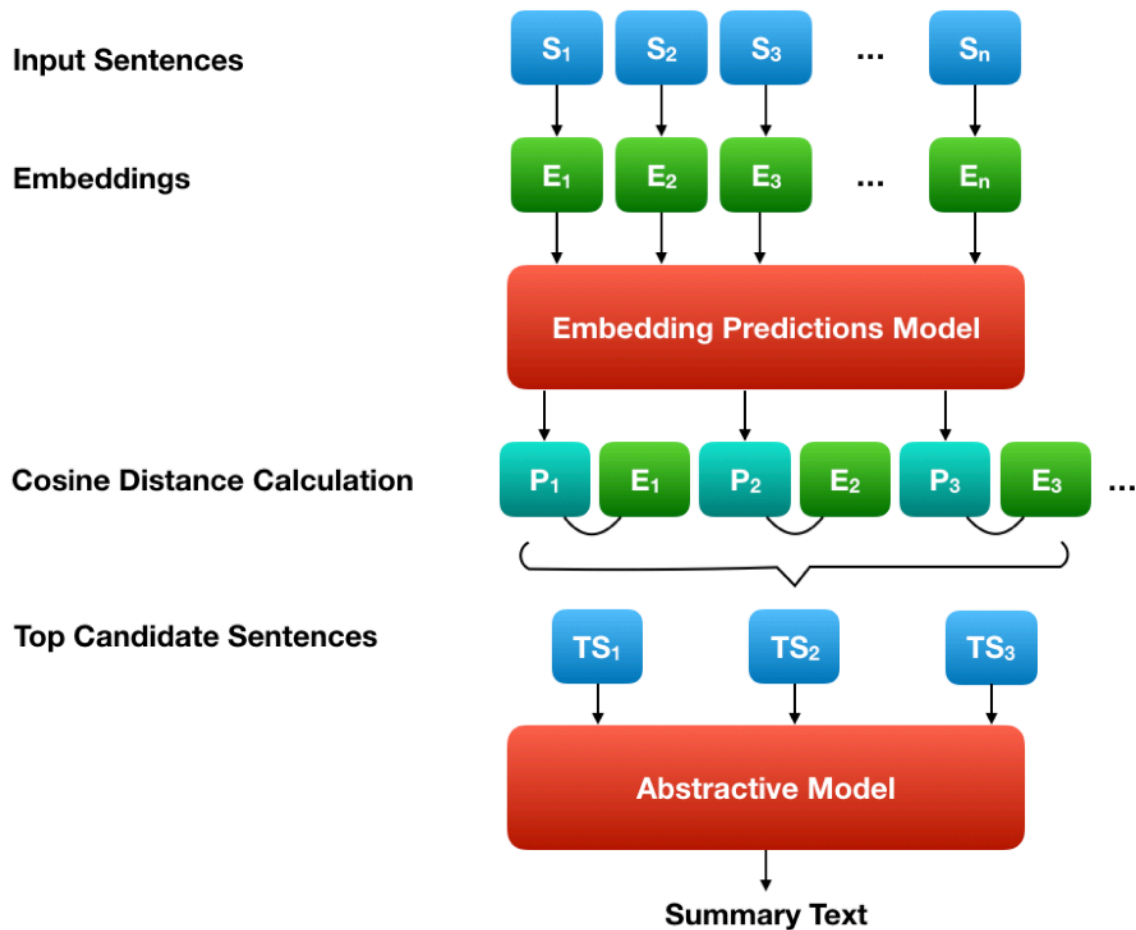 Input Sentences S₁ S₂ S₃ ... Sₙ
Embeddings E₁ E₂ E₃ ... Eₙ
Embedding Predictions Model
Cosine Distance Calculation P₁ E₁ P₂ E₂ P₃ E₃ ...
Top Candidate Sentences TS₁ TS₂ TS₃
Abstractive Model
Summary Text